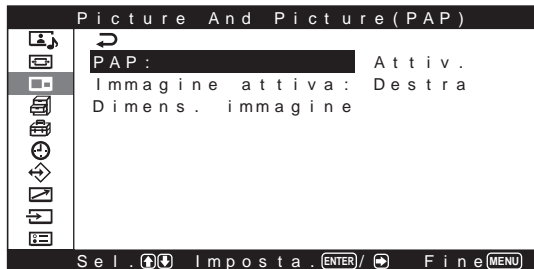 Picture And Picture(PAP)
PAP: Attiv.
Immagine attiva: Destra
Dimens. immagine
Sel. Imposta. ENTER / Fine MENU